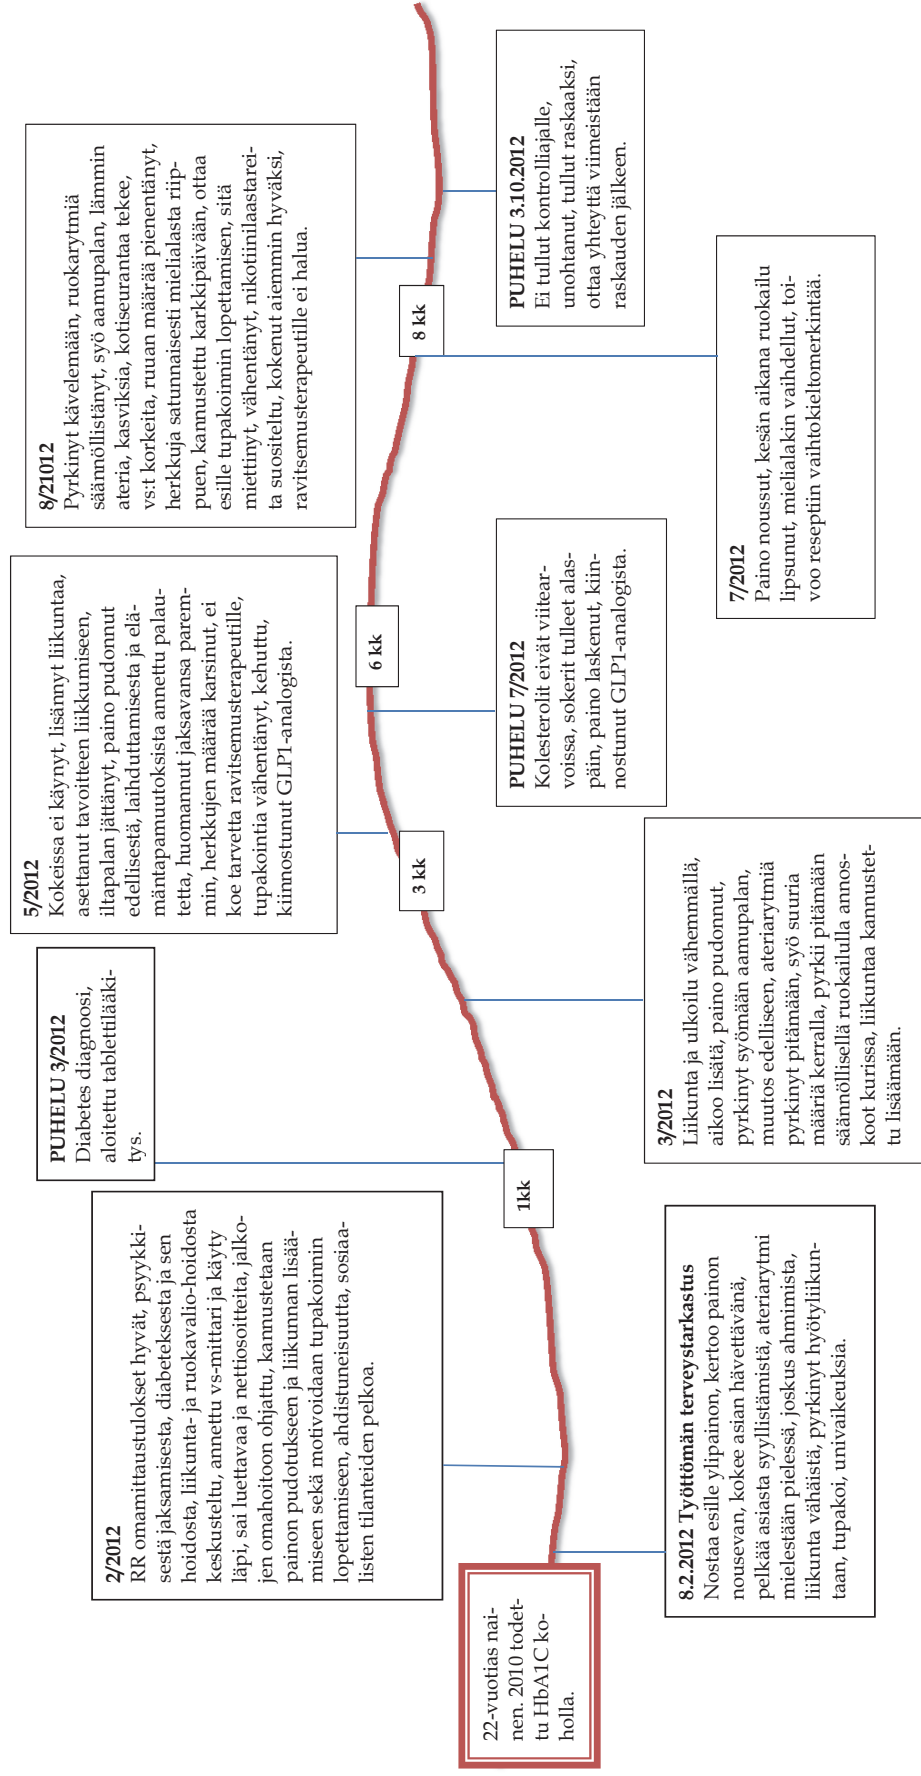 22-vuotias nai-
nen. 2010 todet-
tu HbA1C ko-
holla.
8.2.2012 Työttömän terveystarkastus
Nostaa esille ylipainon, kertoo painon
nousevan, kokee asian hävettävänä,
pelkää asiasta syyllistämistä, ateriarytmi
mielestään pielessä, joskus ahmimista,
liikunta vähäistä, pyrkinyt hyötyliikun-
taan, tupakoi, univaikeuksia.
2/2012
RR omamittaustulokset hyvät, psyykki-
sestä jaksamisesta, diabeteksesta ja sen
hoidosta, liikunta- ja ruokavalio-hoidosta
keskusteltu, annettu vs-mittari ja käyty
läpi, sai luettavaa ja nettiosoitteita, jalko-
jen omahoitoon ohjattu, kannustetaan
painon pudotukseen ja liikunnan lisää-
miseen sekä motivoidaan tupakoinnin
lopettamiseen, ahdistuneisuutta, sosiaa-
listen tilanteiden pelkoa.
1kk
PUHELU 3/2012
Diabetes diagnoosi,
aloitettu tablettilääki-
tys.
3/2012
Liikunta ja ulkoilu vähemmällä,
aikoo lisätä, paino pudonnut,
pyrkinyt syömään aamupalan,
muutos edelliseen, ateriarytmiä
pyrkinyt pitämään, syö suuria
määriä kerralla, pyrkii pitämään
säännöllisellä ruokailulla annos-
koot kurissa, liikuntaa kannustet-
tu lisäämään.
3 kk
5/2012
Kokeissa ei käynyt, lisännyt liikuntaa,
asettanut tavoitteen liikkumiseen,
iltapalan jättänyt, paino pudonnut
edellisestä, laihduttamisesta ja elä-
mäntapamuutoksista annettu palau-
tetta, huomannut jaksavansa parem-
min, herkkujen määrää karsinut, ei
koe tarvetta ravitsemusterapeutille,
tupakointia vähentänyt, kehuttu,
kiinnostunut GLP1-analogista.
6 kk
PUHELU 7/2012
Kolesterolit eivät viitear-
voissa, sokerit tulleet alas-
päin, paino laskenut, kiin-
nostunut GLP1-analogista.
8 kk
7/2012
Paino noussut, kesän aikana ruokailu
lipsunut, mielialakin vaihdellut, toi-
voo reseptiin vaihtokieltomerkintää.
8/21012
Pyrkinyt kävelemään, ruokarytmiä
säännöllistänyt, syö aamupalan, lämmin
ateria, kasviksia, kotiseurantaa tekee,
vs:t korkeita, ruuan määrää pienentänyt,
herkkuja satunnaisesti mielialasta riip-
puen, kannustettu karkkipäivään, ottaa
esille tupakoinnin lopettamisen, sitä
miettinyt, vähentänyt, nikotiinilaastarei-
ta suositeltu, kokenut aiemmin hyväksi,
ravitsemusterapeutille ei halua.
PUHELU 3.10.2012
Ei tullut kontrolliajalle,
unohtanut, tullut raskaaksi,
ottaa yhteyttä viimeistään
raskauden jälkeen.